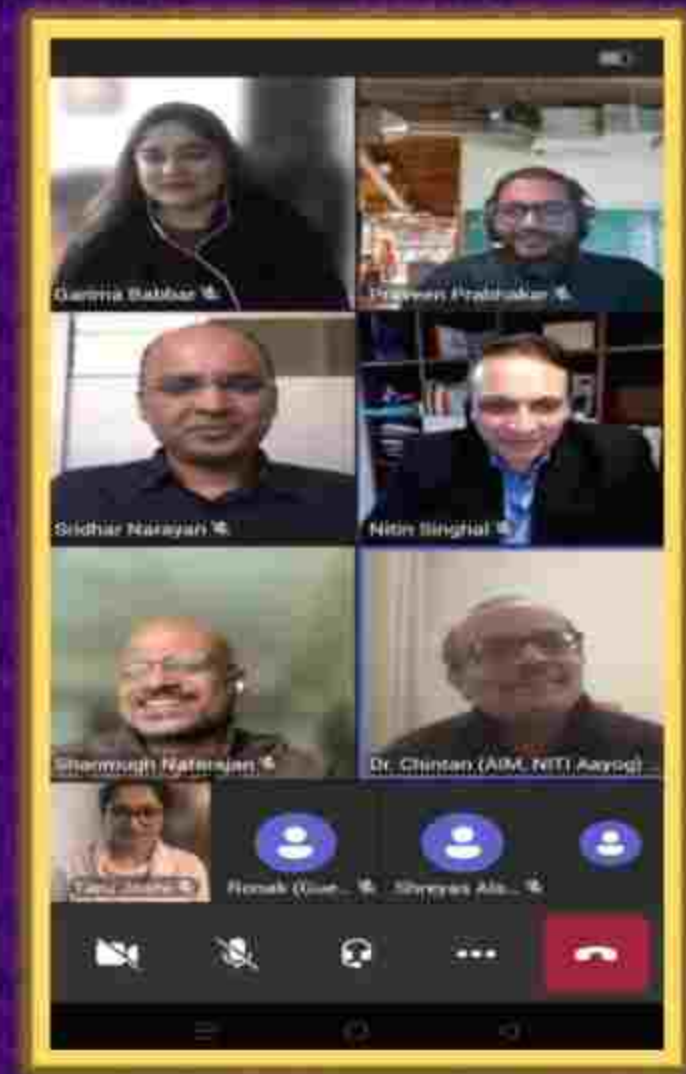 Garima Babbar
Praveen Prabhakar
Sridhar Narayan
Nitin Singhal
Shanmugh Natarajan
Dr. Chintan (AIM, NITI Aayog) ...
Tanu Joshi
Ronak (Gue...
Shreyas Alo...